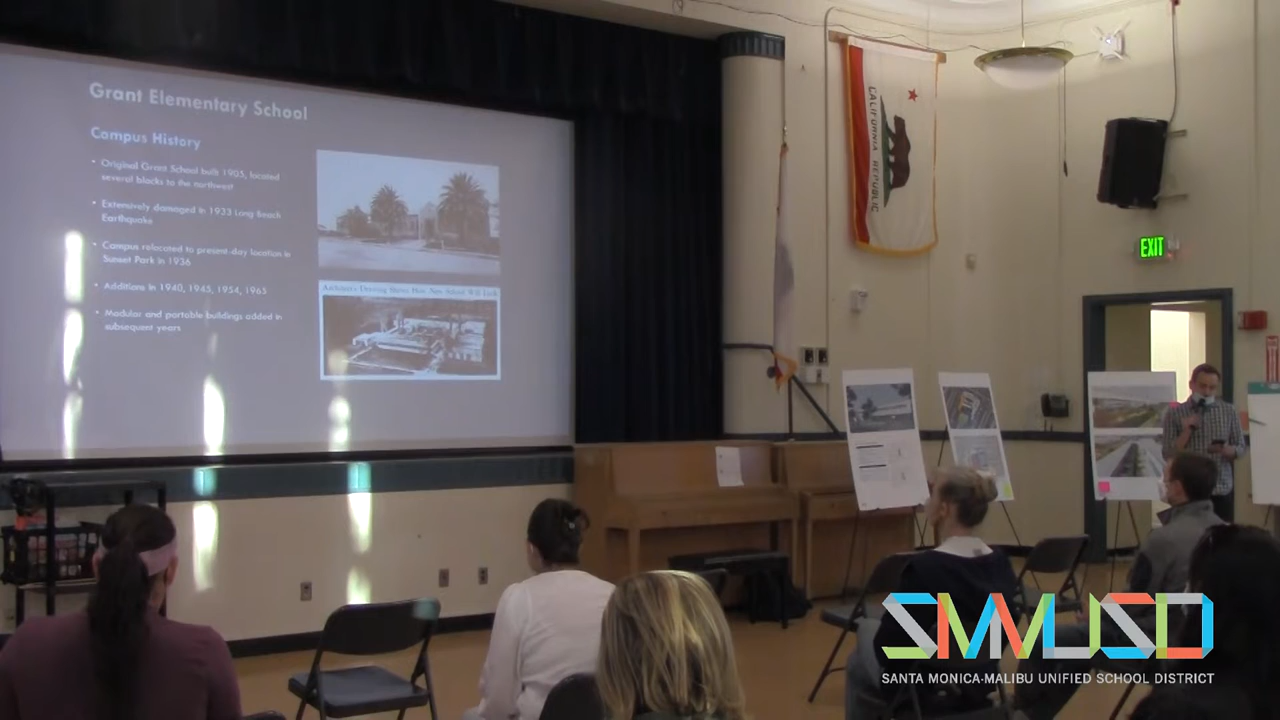 Grant Elementary School
Campus History
• Original Grant School built 1905, located
several blocks to the northwest
• Extensively damaged in 1933 Long Beach
Earthquake
• Campus relocated to present-day location in
Sunset Park in 1936
• Additions in 1940, 1945, 1954, 1965
• Modular and portable buildings added in
subsequent years
Architect's Drawing Shows How New School Will Look
CALIFORNIA REPUBLIC
EXIT
SMMUSD
SANTA MONICA-MALIBU UNIFIED SCHOOL DISTRICT